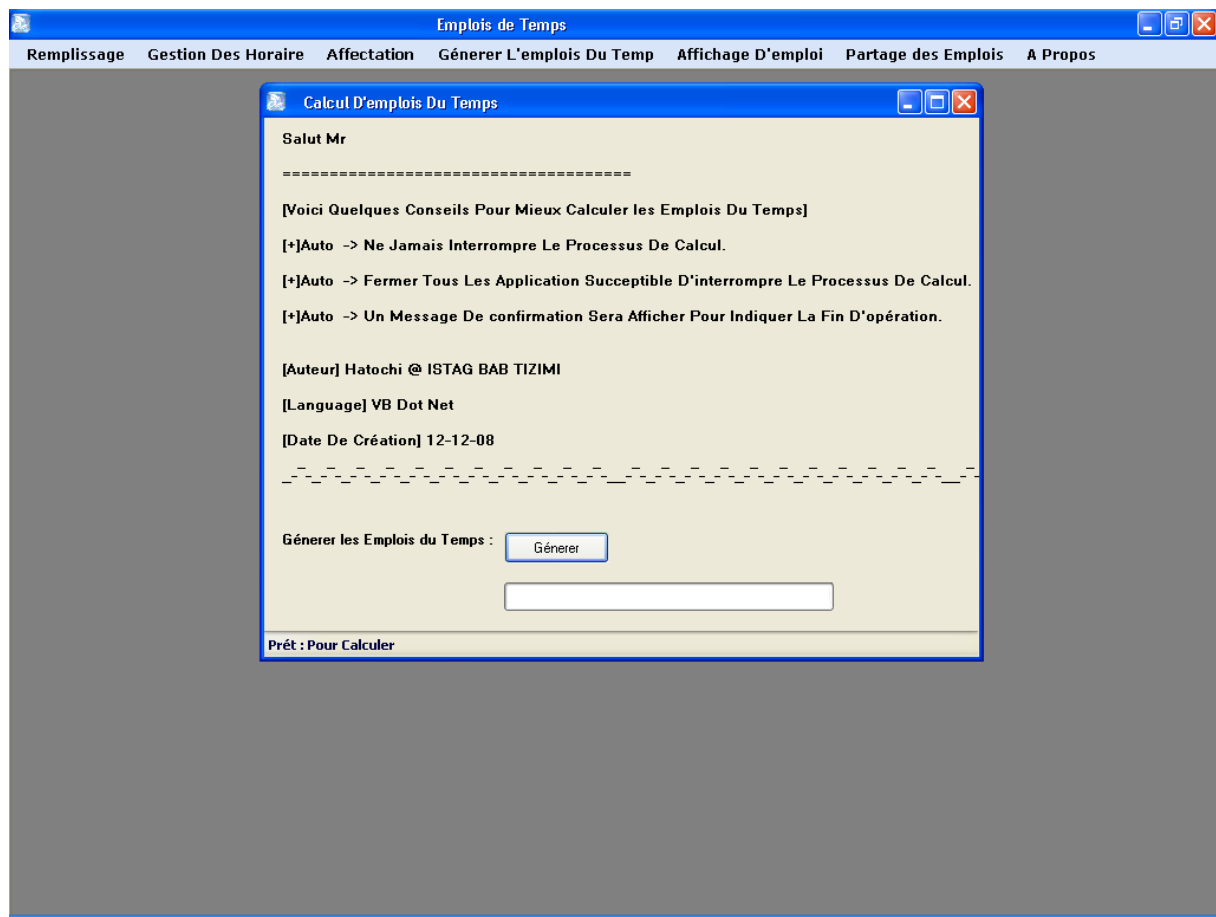 Emplois de Temps
Remplissage Gestion Des Horaire Affectation Génerer L'emplois Du Temp Affichage D'emploi Partage des Emplois A Propos
Calcul D'emplois Du Temps
Salut Mr
=====================================
[Voici Quelques Conseils Pour Mieux Calculer les Emplois Du Temps]
[+]Auto -> Ne Jamais Interrompre Le Processus De Calcul.
[+]Auto -> Fermer Tous Les Application Succeptible D'interrompre Le Processus De Calcul.
[+]Auto -> Un Message De confirmation Sera Afficher Pour Indiquer La Fin D'opération.
[Auteur] Hatochi @ ISTAG BAB TIZIMI
[Language] VB Dot Net
[Date De Création] 12-12-08
Génerer les Emplois du Temps : Génerer
Prét : Pour Calculer